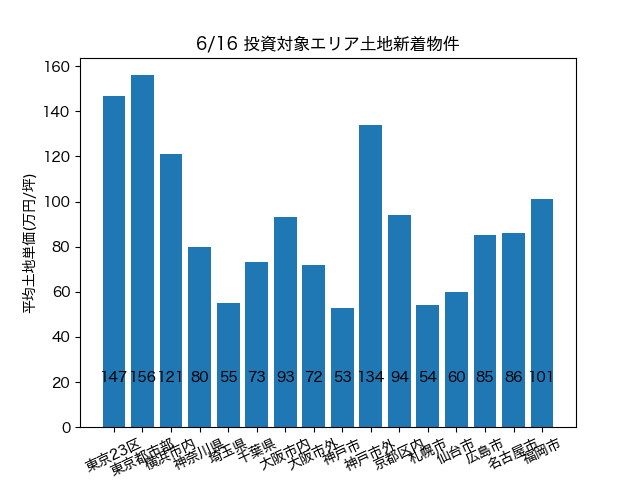 6/16 投資対象エリア土地新着物件
平均土地単価(万円/坪)
160
140
120
100
80
60
40
20
0
147 156 121 80 55 73 93 72 53 134 94 54 60 85 86 101
東京23区
東京都市部
横浜市内
神奈川県
埼玉県
千葉県
大阪市内
大阪市外
神戸市
神戸市外
京都区内
札幌市
仙台市
広島市
名古屋市
福岡市